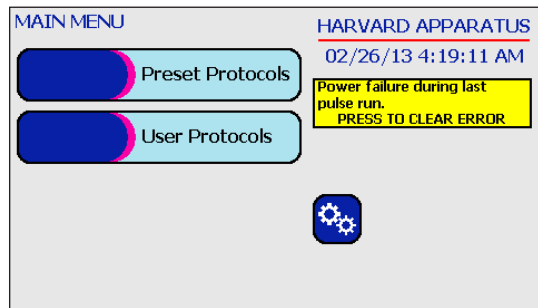 MAIN MENU
HARVARD APPARATUS
02/26/13 4:19:11 AM
Preset Protocols
Power failure during last
pulse run.
PRESS TO CLEAR ERROR
User Protocols